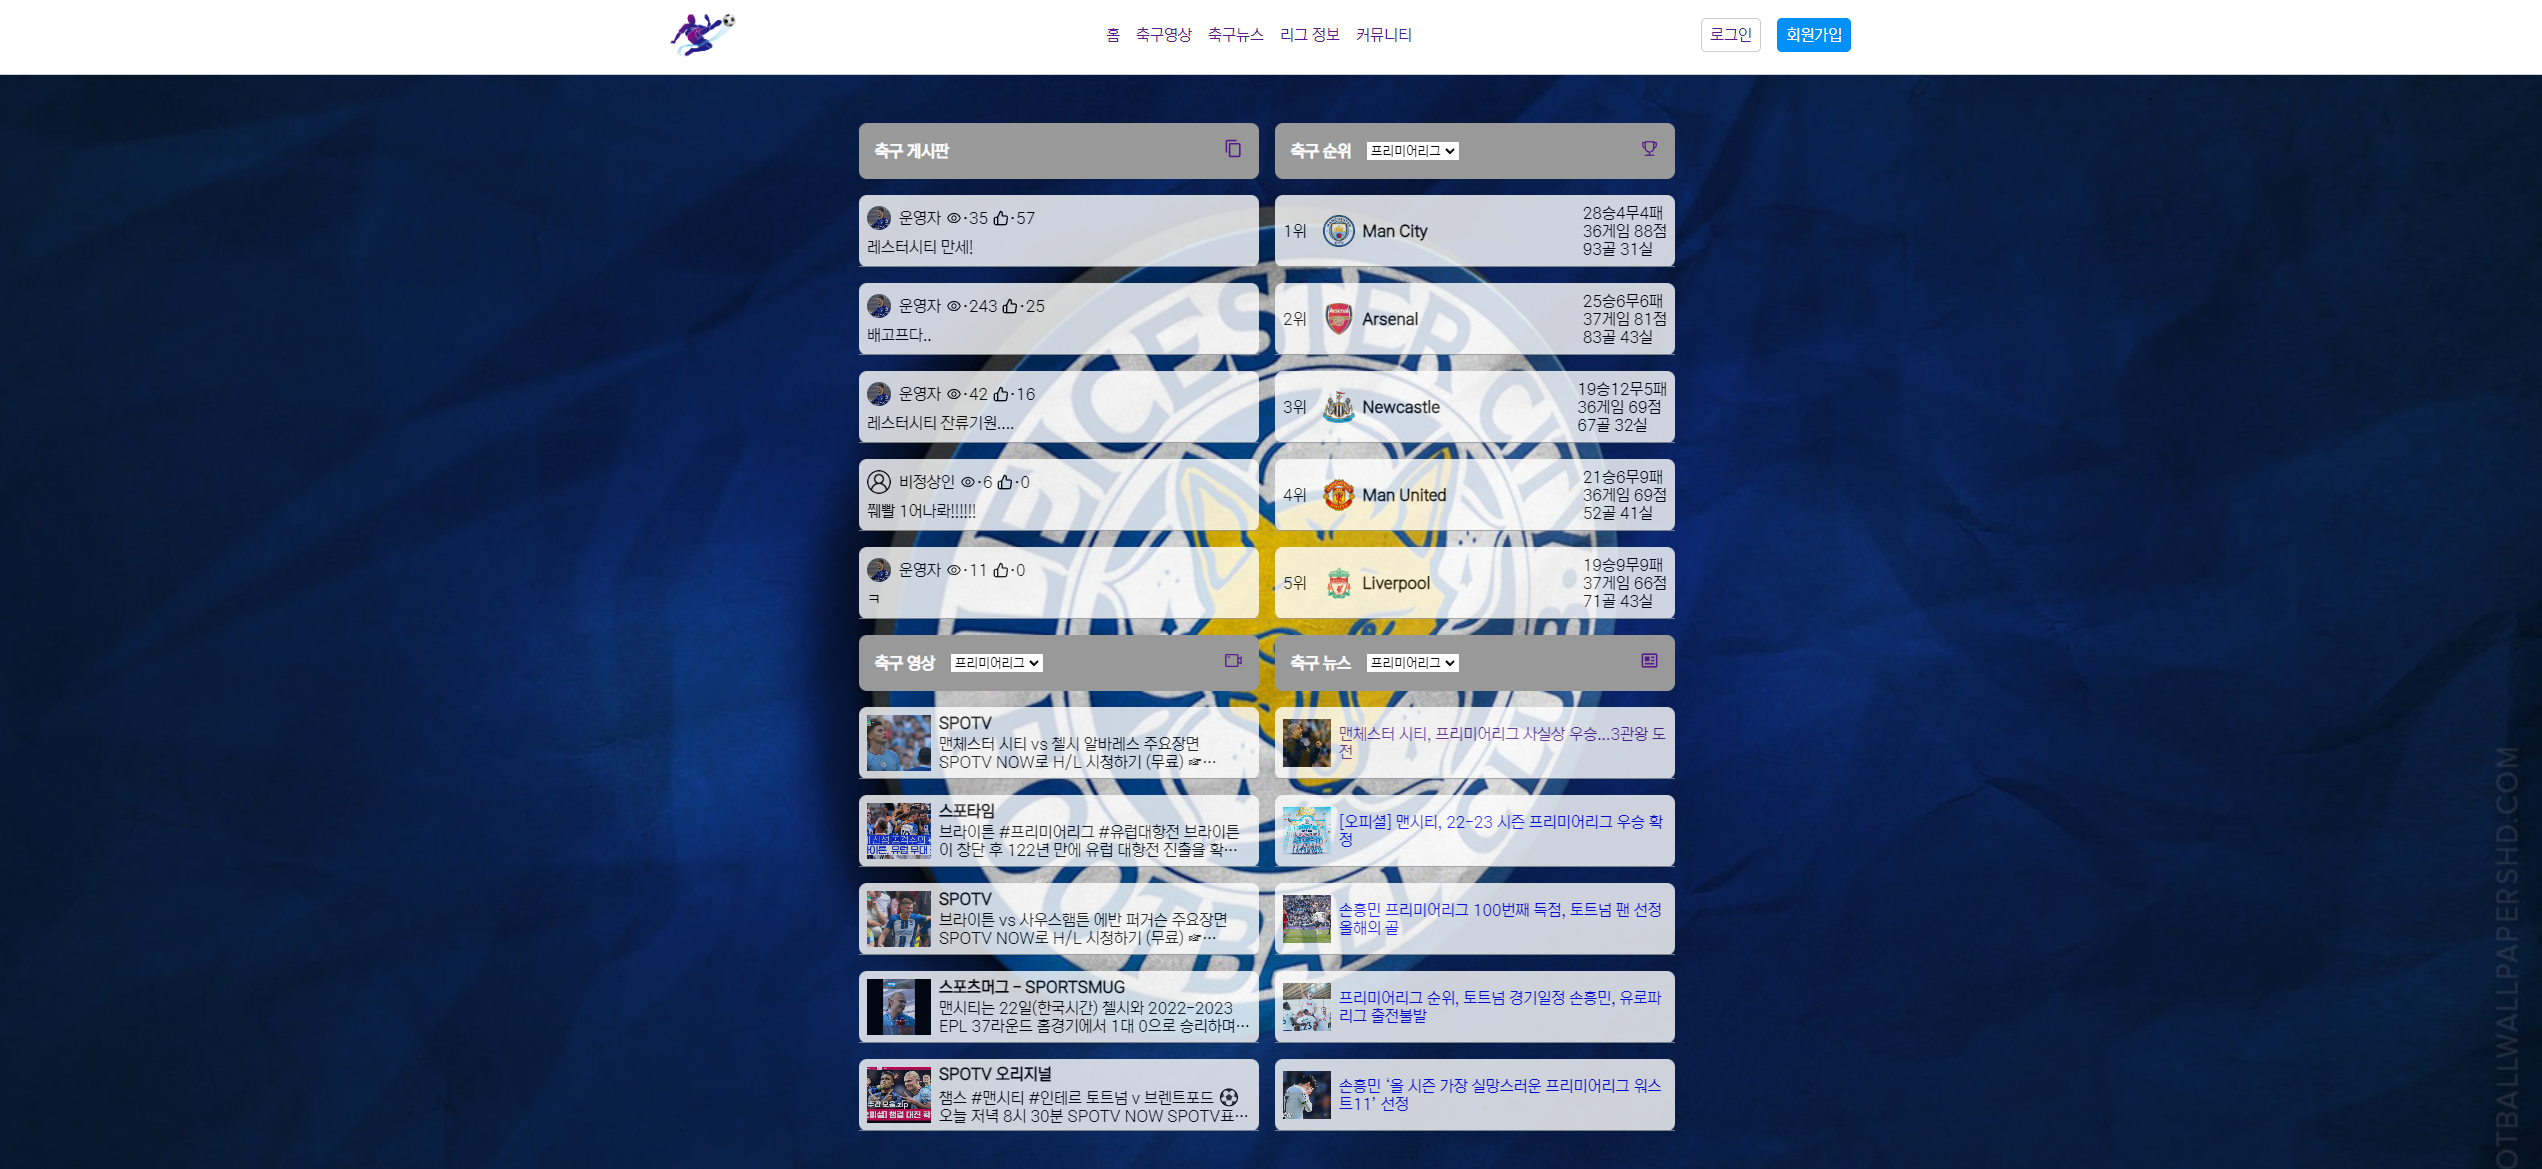 홈 축구영상 축구뉴스 리그 정보 커뮤니티 로그인 회원가입
축구 게시판
운영자 35 57
레스터시티 만세!
운영자 243 25
배고프다..
운영자 42 16
레스터시티 잔류기원....
비정상인 6 0
쮀빨 1어나롸!!!!!!
운영자 11 0
ㅋ
축구 순위 프리미어리그
1위 Man City
28승4무4패
36게임 88점
93골 31실
2위 Arsenal
25승6무6패
37게임 81점
83골 43실
3위 Newcastle
19승12무5패
36게임 69점
67골 32실
4위 Man United
21승6무9패
36게임 69점
52골 41실
5위 Liverpool
19승9무9패
37게임 66점
71골 43실
축구 영상 프리미어리그
SPOTV
맨체스터 시티 vs 첼시 알바레스 주요장면
SPOTV NOW로 H/L 시청하기 (무료) ☞…
스포타임
브라이튼 #프리미어리그 #유럽대항전 브라이튼
이 창단 후 122년 만에 유럽 대항전 진출을 확…
SPOTV
브라이튼 vs 사우스햄튼 에반 퍼거슨 주요장면
SPOTV NOW로 H/L 시청하기 (무료) ☞…
스포츠머그 - SPORTSMUG
맨시티는 22일(한국시간) 첼시와 2022-2023
EPL 37라운드 홈경기에서 1대 0으로 승리하며…
SPOTV 오리지널
챔스 #맨시티 #인테르 토트넘 v 브렌트포드 ⚽
오늘 저녁 8시 30분 SPOTV NOW SPOTV표…
축구 뉴스 프리미어리그
맨체스터 시티, 프리미어리그 사실상 우승...3관왕 도
전
[오피셜] 맨시티, 22-23 시즌 프리미어리그 우승 확
정
손흥민 프리미어리그 100번째 득점, 토트넘 팬 선정
올해의 골
프리미어리그 순위, 토트넘 경기일정 손흥민, 유로파
리그 출전불발
손흥민 ‘올 시즌 가장 실망스러운 프리미어리그 워스
트11’ 선정
LEICESTER CITY
FOOTBALL CLUB
OTBALLWALLPAPERSHD.COM